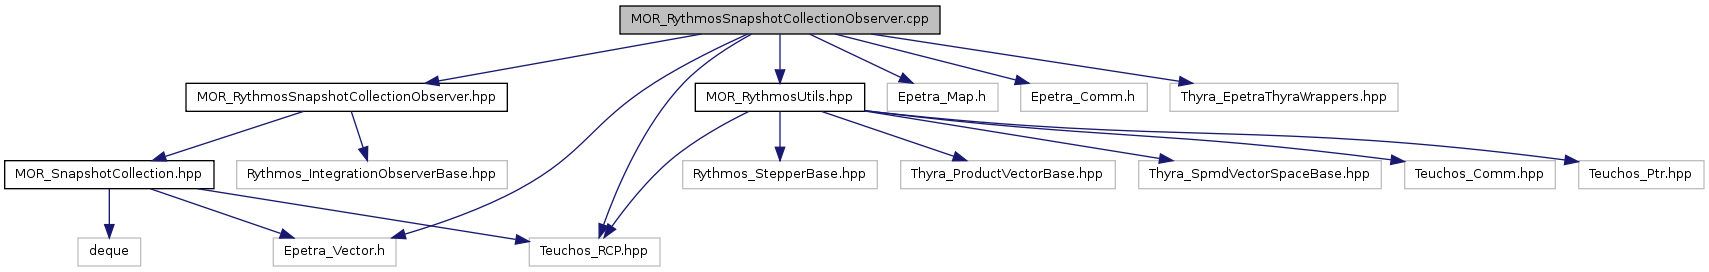 MOR_RythmosSnapshotCollectionObserver.cpp
MOR_RythmosSnapshotCollectionObserver.hpp
MOR_RythmosUtils.hpp
Epetra_Map.h
Epetra_Comm.h
Thyra_EpetraThyraWrappers.hpp
MOR_SnapshotCollection.hpp
Rythmos_IntegrationObserverBase.hpp
Rythmos_StepperBase.hpp
Thyra_ProductVectorBase.hpp
Thyra_SpmdVectorSpaceBase.hpp
Teuchos_Comm.hpp
Teuchos_Ptr.hpp
deque
Epetra_Vector.h
Teuchos_RCP.hpp